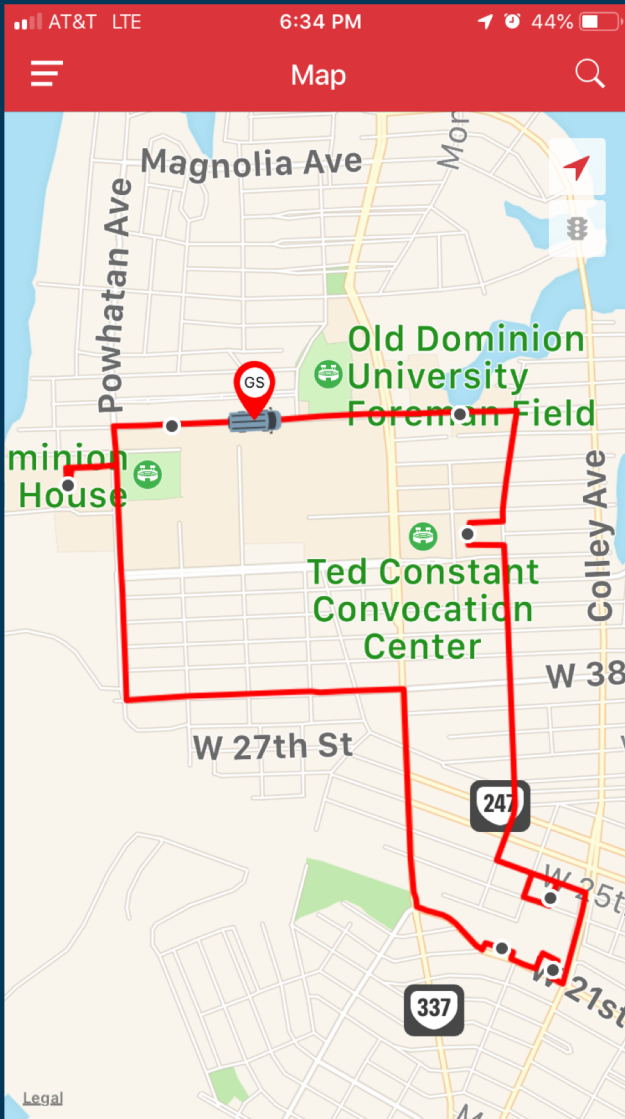 AT&T LTE 6:34 PM 44%
Map
Magnolia Ave
Mor
Powhatan Ave
GS
Old Dominion
University
Foreman Field
minion
House
Colley Ave
Ted Constant
Convocation
Center
W 38
W 27th St
247
W 25t
W 21st
337
Legal
M